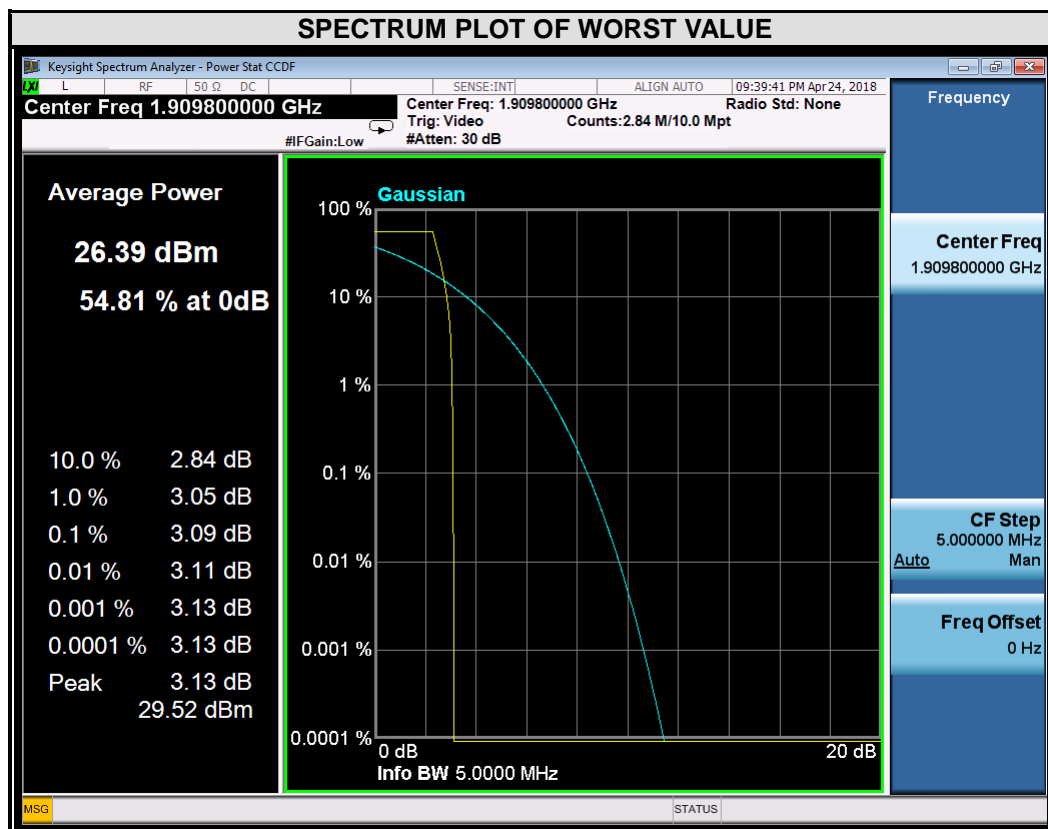 SPECTRUM PLOT OF WORST VALUE
Keysight Spectrum Analyzer - Power Stat CCDF
LXI L RF 50 Ω DC SENSE:INT ALIGN AUTO 09:39:41 PM Apr 24, 2018
Center Freq 1.909800000 GHz
#IFGain:Low
Center Freq: 1.909800000 GHz Radio Std: None
Trig: Video Counts:2.84 M/10.0 Mpt
#Atten: 30 dB
Average Power
26.39 dBm
54.81 % at 0dB
10.0 % 2.84 dB
1.0 % 3.05 dB
0.1 % 3.09 dB
0.01 % 3.11 dB
0.001 % 3.13 dB
0.0001 % 3.13 dB
Peak 3.13 dB
29.52 dBm
Gaussian
100 %
10 %
1 %
0.1 %
0.01 %
0.001 %
0.0001 %
0 dB 20 dB
Info BW 5.0000 MHz
Frequency
Center Freq
1.909800000 GHz
CF Step
5.000000 MHz
Auto Man
Freq Offset
0 Hz
MSG STATUS